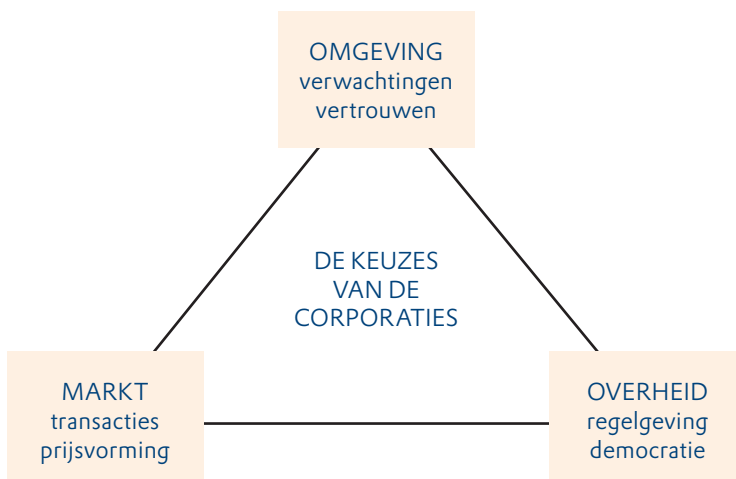 OMGEVING
verwachtingen
vertrouwen
DE KEUZES
VAN DE
CORPORATIES
MARKT
transacties
prijsvorming
OVERHEID
regelgeving
democratie